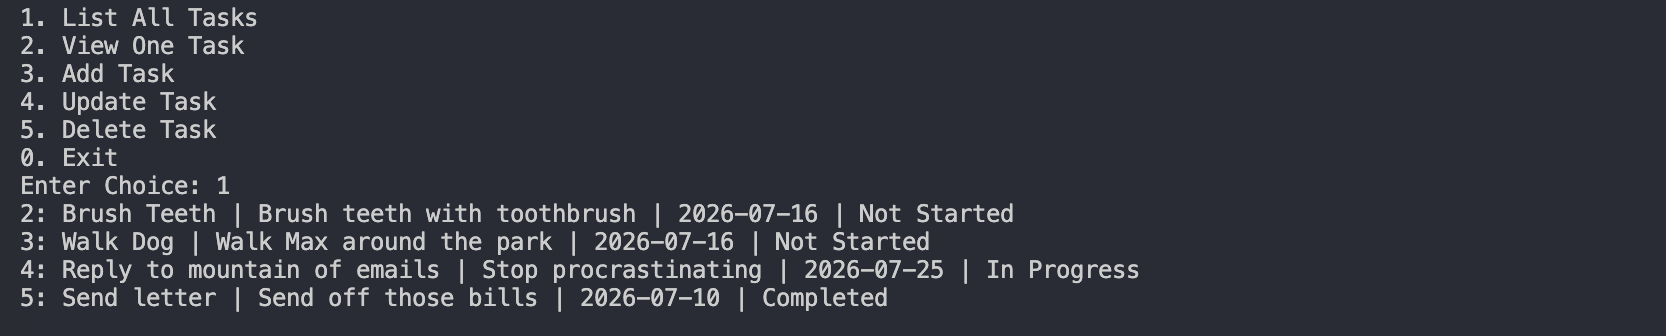 1. List All Tasks
2. View One Task
3. Add Task
4. Update Task
5. Delete Task
0. Exit
Enter Choice: 1
2: Brush Teeth | Brush teeth with toothbrush | 2026-07-16 | Not Started
3: Walk Dog | Walk Max around the park | 2026-07-16 | Not Started
4: Reply to mountain of emails | Stop procrastinating | 2026-07-25 | In Progress
5: Send letter | Send off those bills | 2026-07-10 | Completed